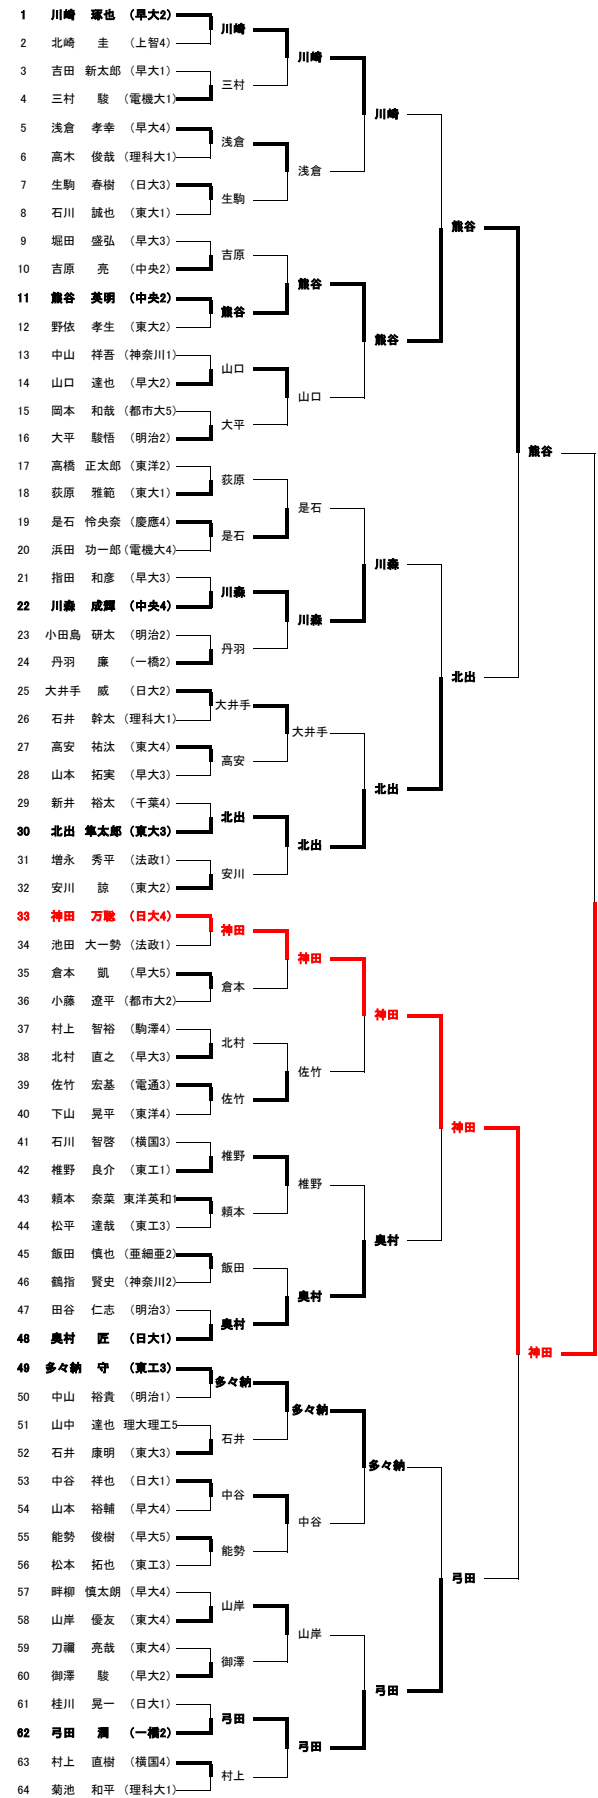 1 川崎 琢也 (早大2)
2 北崎 圭 (上智4)
3 吉田 新太郎 (早大1)
4 三村 駿 (電機大1)
5 浅倉 孝幸 (早大4)
6 高木 俊哉 (理科大1)
7 生駒 春樹 (日大3)
8 石川 誠也 (東大1)
9 堀田 盛弘 (早大3)
10 吉原 亮 (中央2)
11 熊谷 英明 (中央2)
12 野依 孝生 (東大2)
13 中山 祥吾 (神奈川1)
14 山口 達也 (早大2)
15 岡本 和哉 (都市大5)
16 大平 駿悟 (明治2)
17 高橋 正太郎 (東洋2)
18 荻原 雅範 (東大1)
19 是石 怜央奈 (慶應4)
20 浜田 功一郎 (電機大4)
21 指田 和彦 (早大3)
22 川森 成輝 (中央4)
23 小田島 研太 (明治2)
24 丹羽 廉 (一橋2)
25 大井手 威 (日大2)
26 石井 幹太 (理科大1)
27 高安 祐汰 (東大4)
28 山本 拓実 (早大3)
29 新井 裕太 (千葉4)
30 北出 隼太郎 (東大3)
31 増永 秀平 (法政1)
32 安川 諒 (東大2)
33 神田 万聡 (日大4)
34 池田 大一勢 (法政1)
35 倉本 凱 (早大5)
36 小藤 遼平 (都市大2)
37 村上 智裕 (駒澤4)
38 北村 直之 (早大3)
39 佐竹 宏基 (電通3)
40 下山 晃平 (東洋4)
41 石川 智啓 (横国3)
42 椎野 良介 (東工1)
43 頼本 奈菜 東洋英和1
44 松平 達哉 (東工3)
45 飯田 慎也 (亜細亜2)
46 鶴指 賢史 (神奈川2)
47 田谷 仁志 (明治3)
48 奥村 匠 (日大1)
49 多々納 守 (東工3)
50 中山 裕貴 (明治1)
51 山中 達也 理大理工5
52 石井 康明 (東大3)
53 中谷 祥也 (日大1)
54 山本 裕輔 (早大4)
55 能勢 俊樹 (早大5)
56 松本 拓也 (東工3)
57 畔柳 慎太朗 (早大4)
58 山岸 優友 (東大4)
59 刀禰 亮哉 (東大4)
60 御澤 駿 (早大2)
61 桂川 晃一 (日大1)
62 弓田 潤 (一橋2)
63 村上 直樹 (横国4)
64 菊池 和平 (理科大1)
川崎
三村
浅倉
生駒
吉原
熊谷
山口
大平
荻原
是石
川森
丹羽
大井手
高安
北出
安川
神田
倉本
北村
佐竹
椎野
頼本
飯田
奥村
多々納
石井
中谷
能勢
山岸
御澤
弓田
村上
川崎
浅倉
熊谷
山口
是石
川森
大井手
北出
神田
佐竹
椎野
奥村
多々納
中谷
山岸
弓田
川崎
熊谷
川森
北出
神田
奥村
多々納
弓田
熊谷
北出
神田
弓田
熊谷
神田